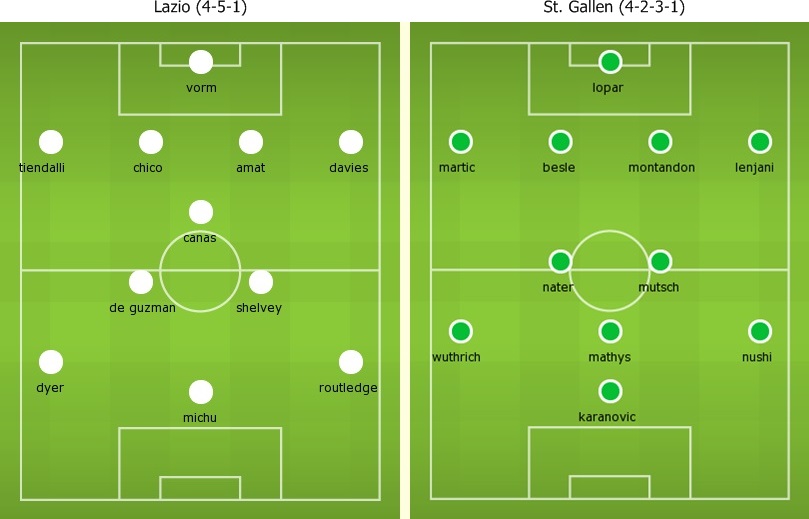 Lazio (4-5-1)
vorm
tiendalli chico amat davies
canas
de guzman shelvey
dyer routledge
michu
St. Gallen (4-2-3-1)
lopar
martic besle montandon lenjani
nater mutsch
wuthrich mathys nushi
karanovic